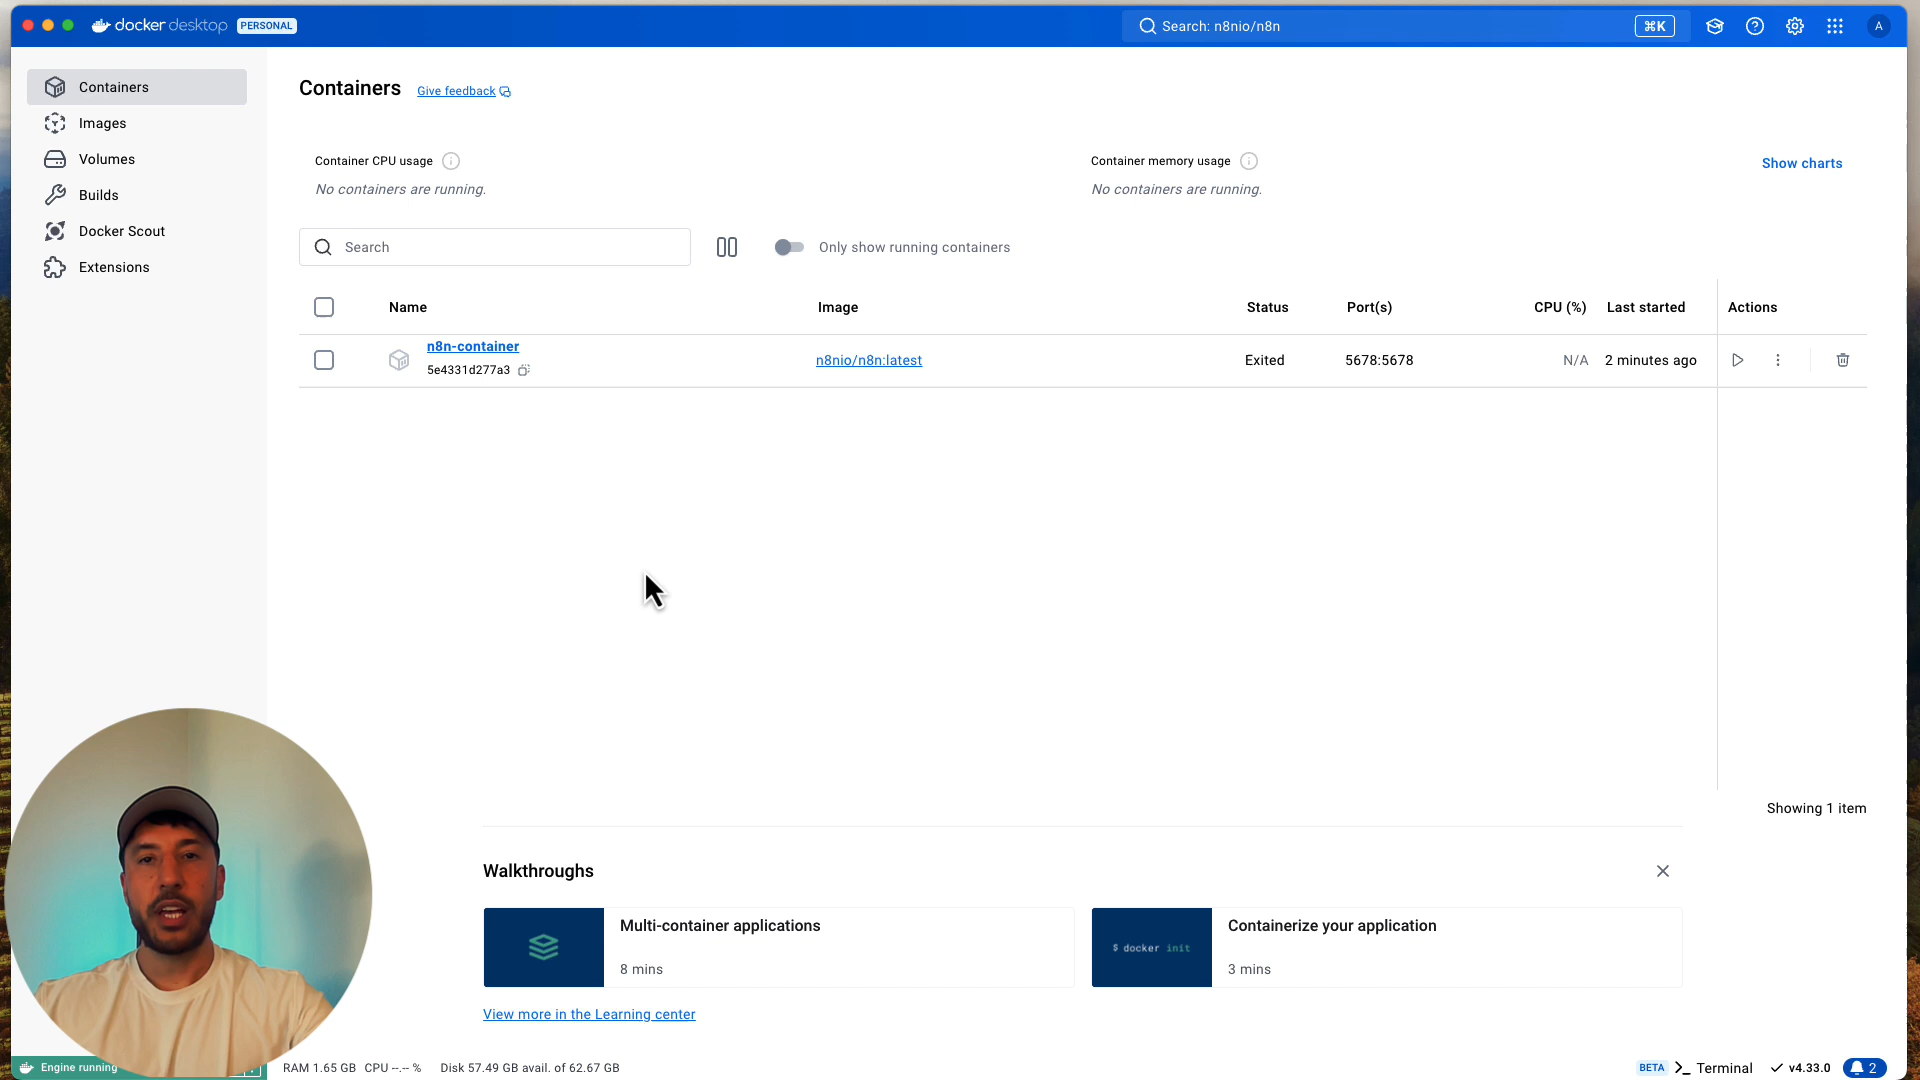 docker desktop PERSONAL
Search: n8nio/n8n
⌘K
A
Containers
Images
Volumes
Builds
Docker Scout
Extensions
Containers
Give feedback
Container CPU usage
No containers are running.
Container memory usage
No containers are running.
Show charts
Search
Only show running containers
Name Image Status Port(s) CPU (%) Last started Actions
n8n-container
5e4331d277a3
n8nio/n8n:latest
Exited
5678:5678
N/A
2 minutes ago
Showing 1 item
Walkthroughs
Multi-container applications
8 mins
$ docker init
Containerize your application
3 mins
View more in the Learning center
Engine running
RAM 1.65 GB CPU --.-- % Disk 57.49 GB avail. of 62.67 GB
BETA
Terminal
v4.33.0
2